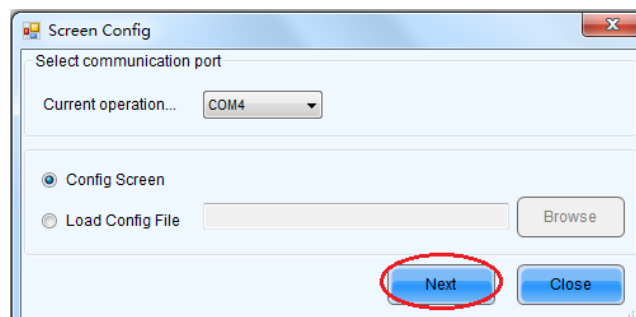 Screen Config
Select communication port
Current operation... COM4
Config Screen
Load Config File Browse
Next Close